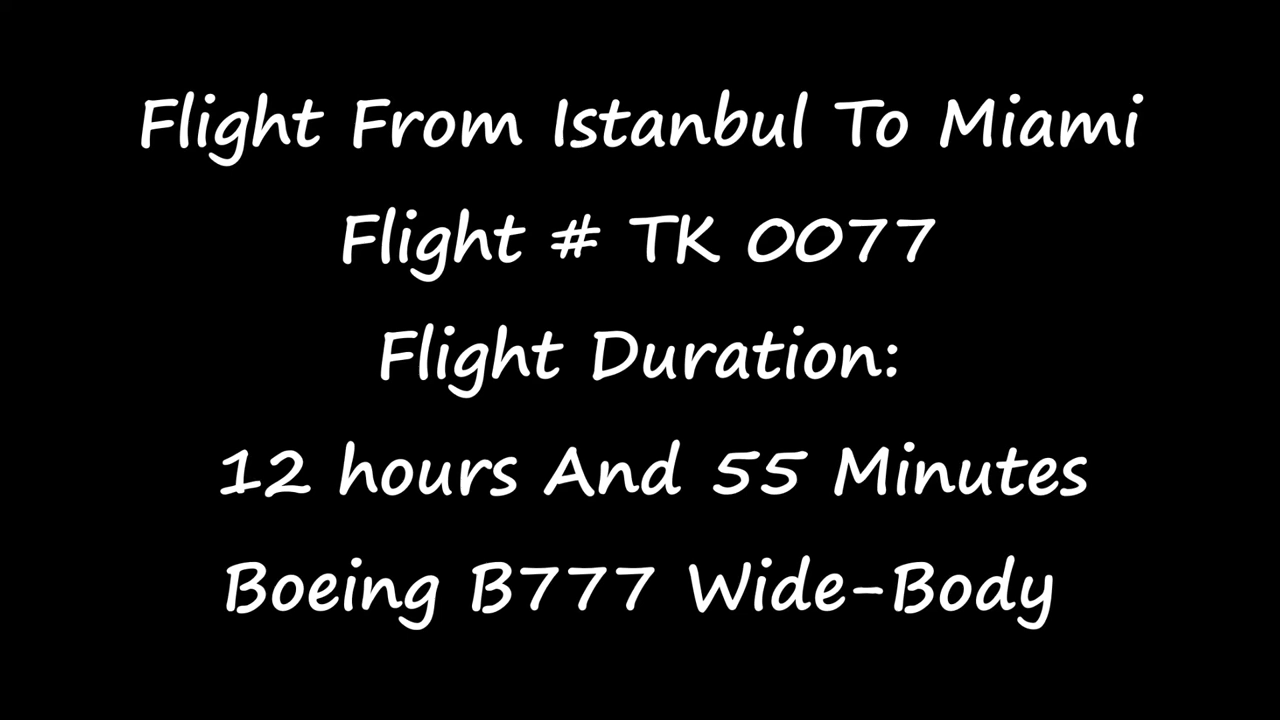 Flight From Istanbul To Miami
Flight # TK 0077
Flight Duration:
12 hours And 55 Minutes
Boeing B777 Wide-Body